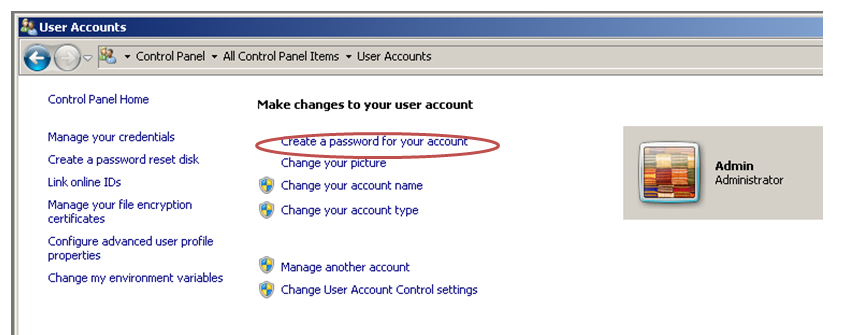 User Accounts
Control Panel All Control Panel Items User Accounts
Control Panel Home
Manage your credentials
Create a password reset disk
Link online IDs
Manage your file encryption
certificates
Configure advanced user profile
properties
Change my environment variables
Make changes to your user account
Create a password for your account
Change your picture
Change your account name
Change your account type
Manage another account
Change User Account Control settings
Admin
Administrator